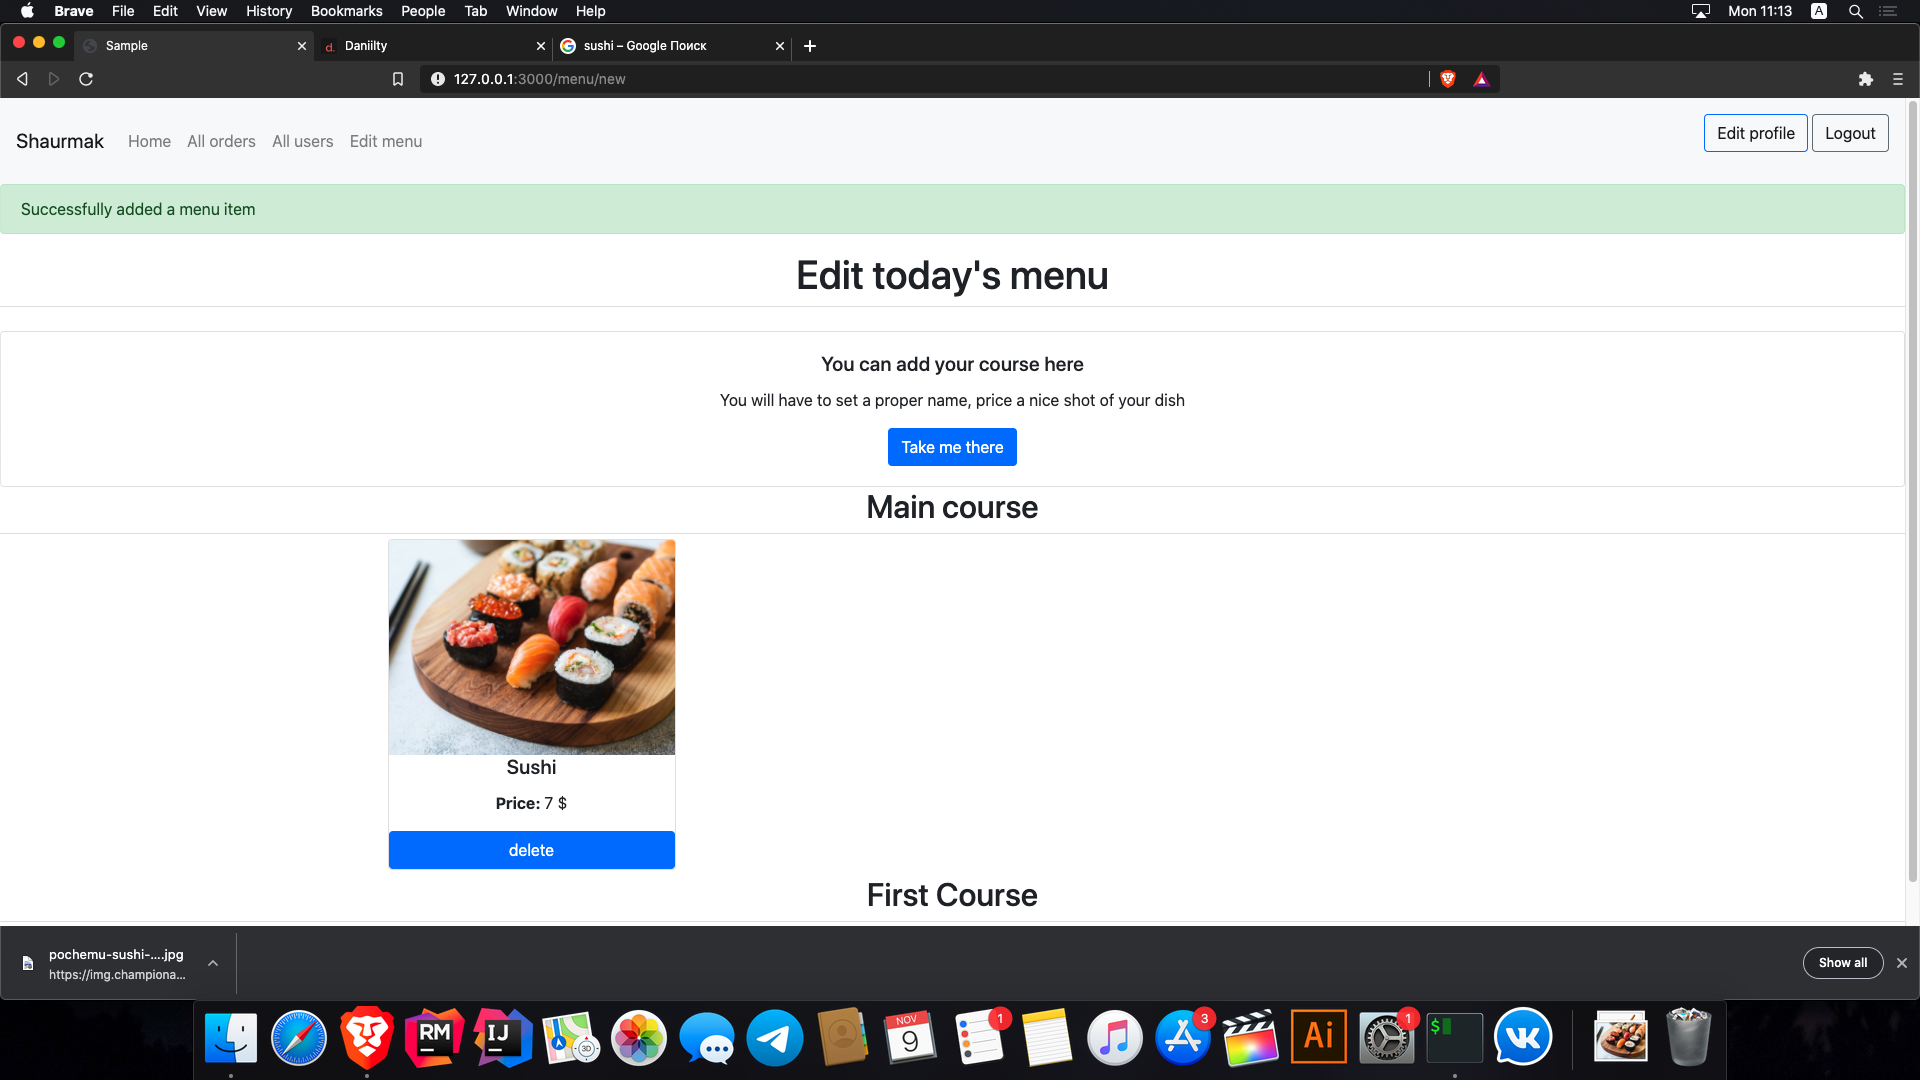 Brave File Edit View History Bookmarks People Tab Window Help Mon 11:13 A
Sample d. Daniilty sushi – Google Поиск
127.0.0.1:3000/menu/new
Shaurmak Home All orders All users Edit menu Edit profile Logout
Successfully added a menu item
Edit today's menu
You can add your course here
You will have to set a proper name, price a nice shot of your dish
Take me there
Main course
Sushi
Price: 7 $
delete
First Course
pochemu-sushi-....jpg
https://img.championa...
Show all
RM IJ 3D NOV 9 1 3 Ai 1 $